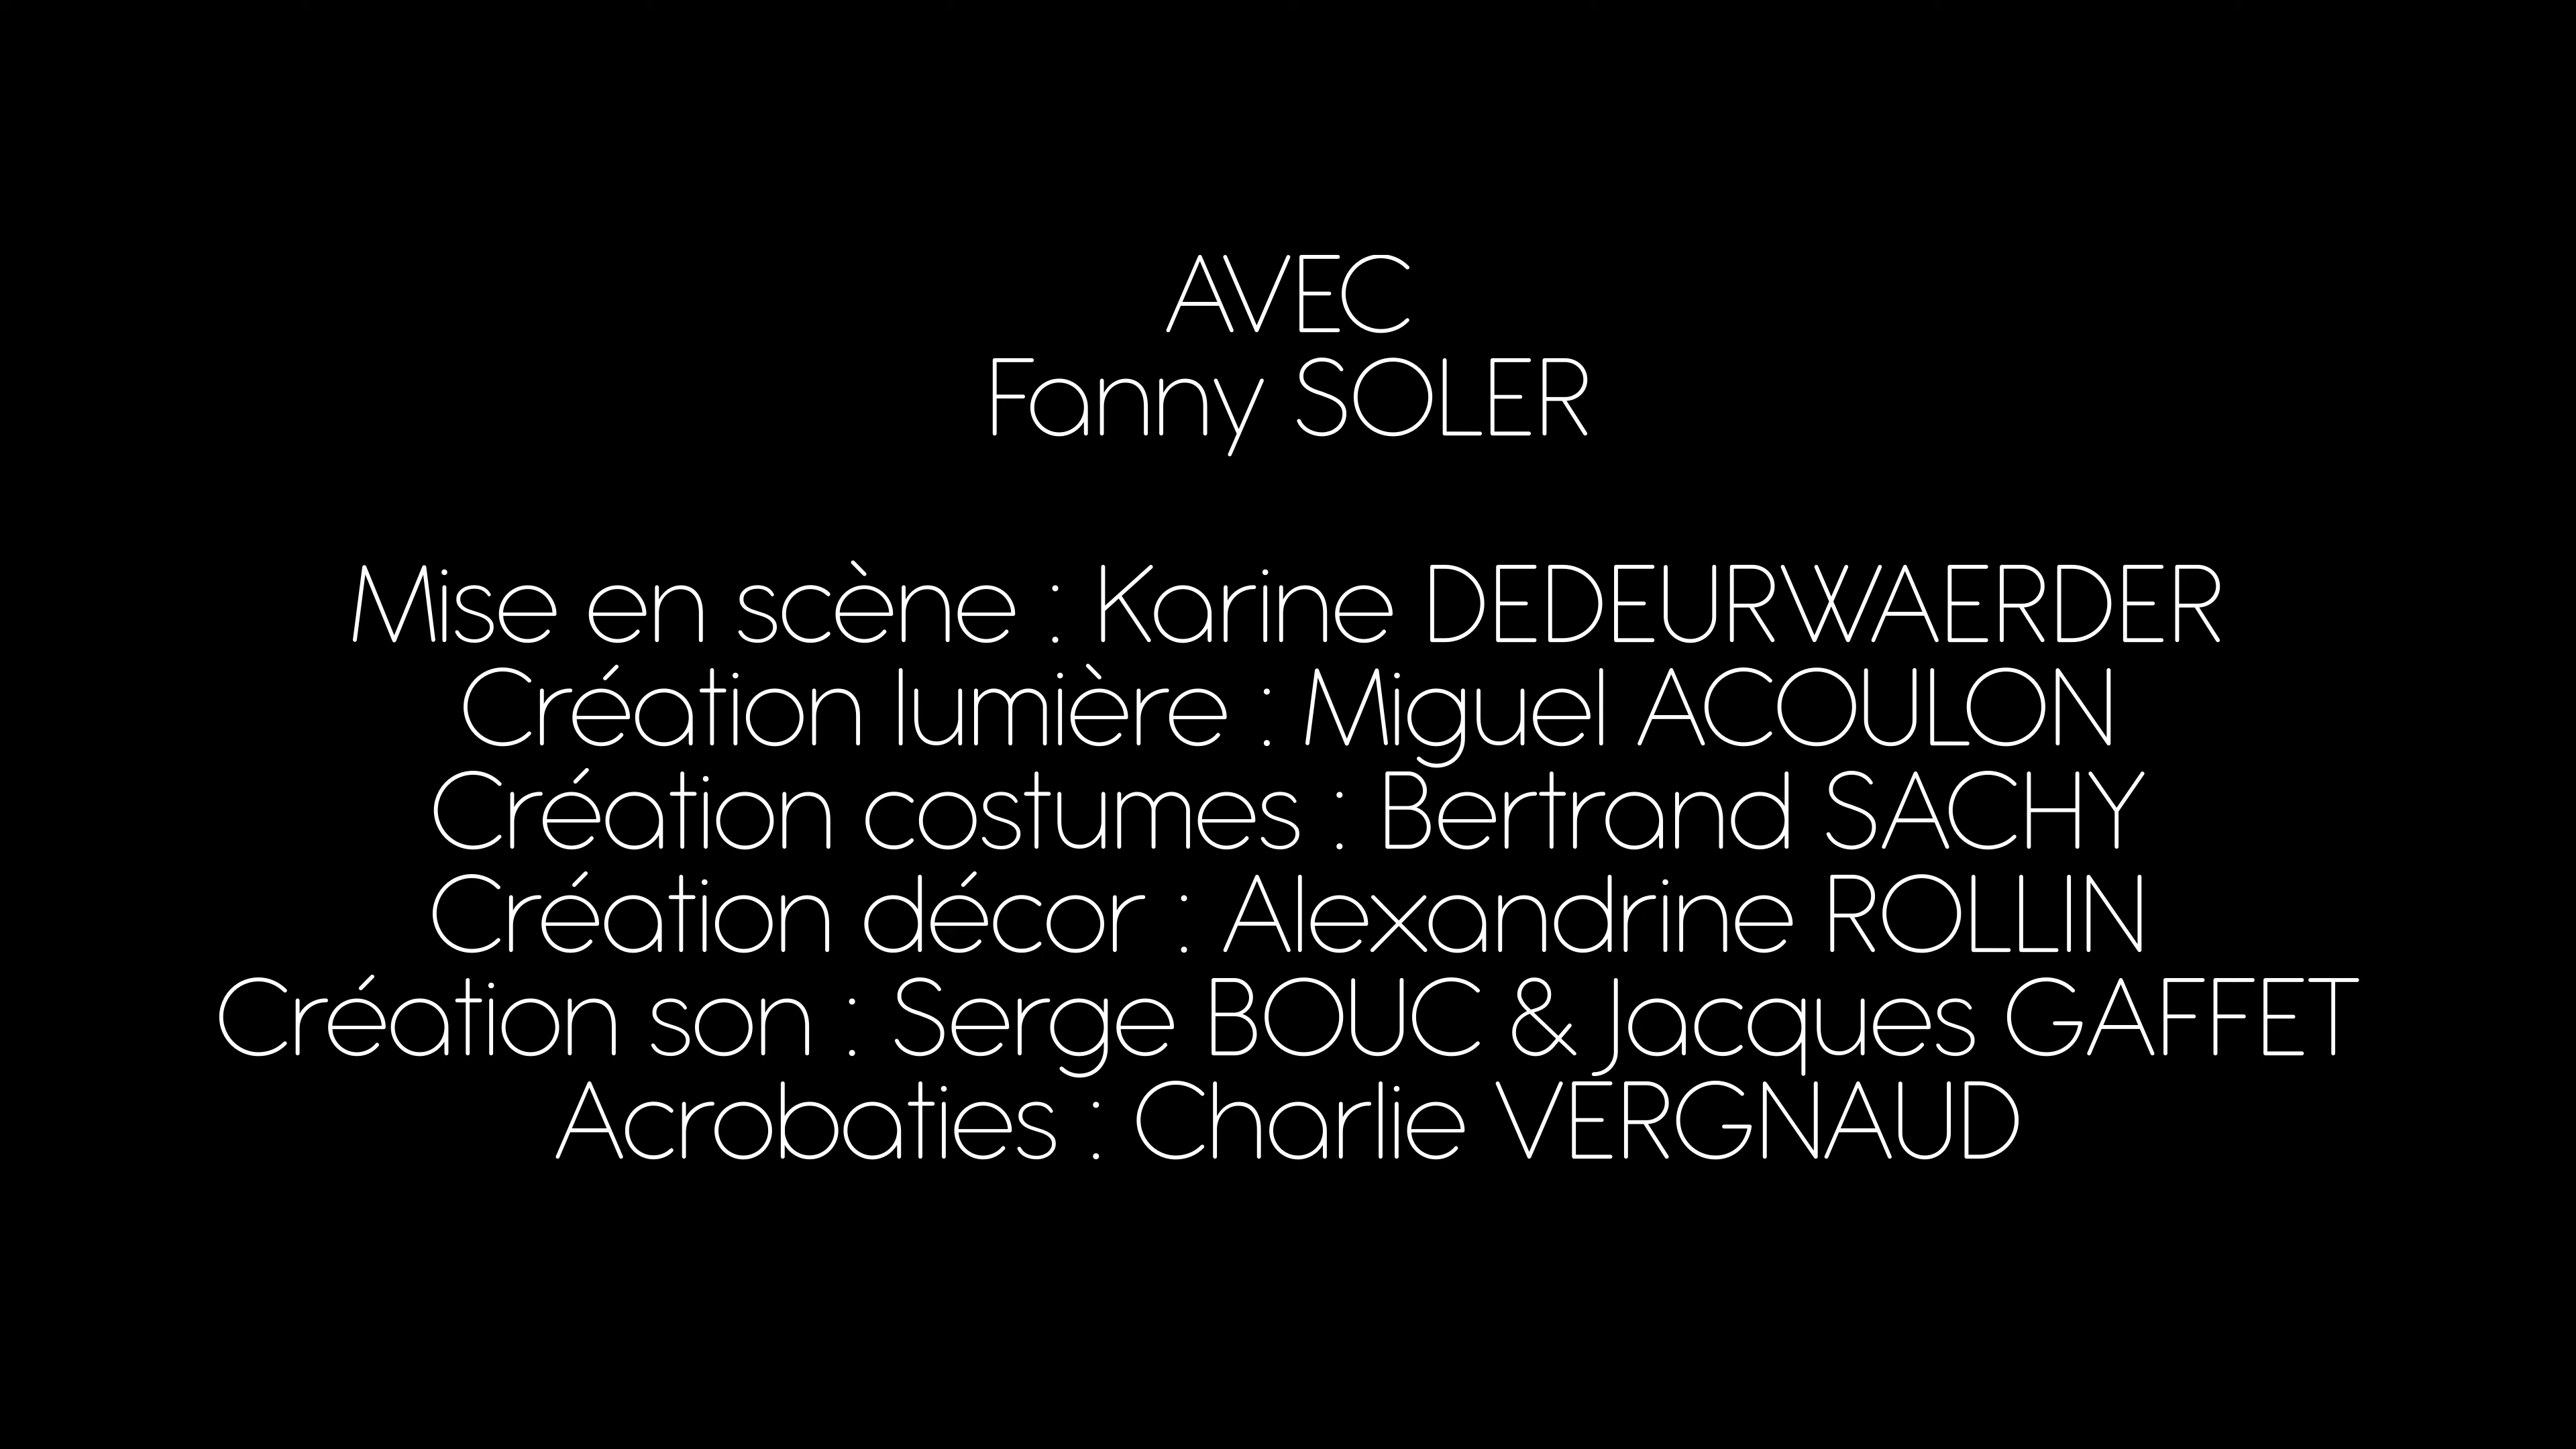 AVEC
Fanny SOLER
Mise en scène : Karine DEDEURWAERDER
Création lumière : Miguel ACOULON
Création costumes : Bertrand SACHY
Création décor : Alexandrine ROLLIN
Création son : Serge BOUC & Jacques GAFFET
Acrobaties : Charlie VERGNAUD